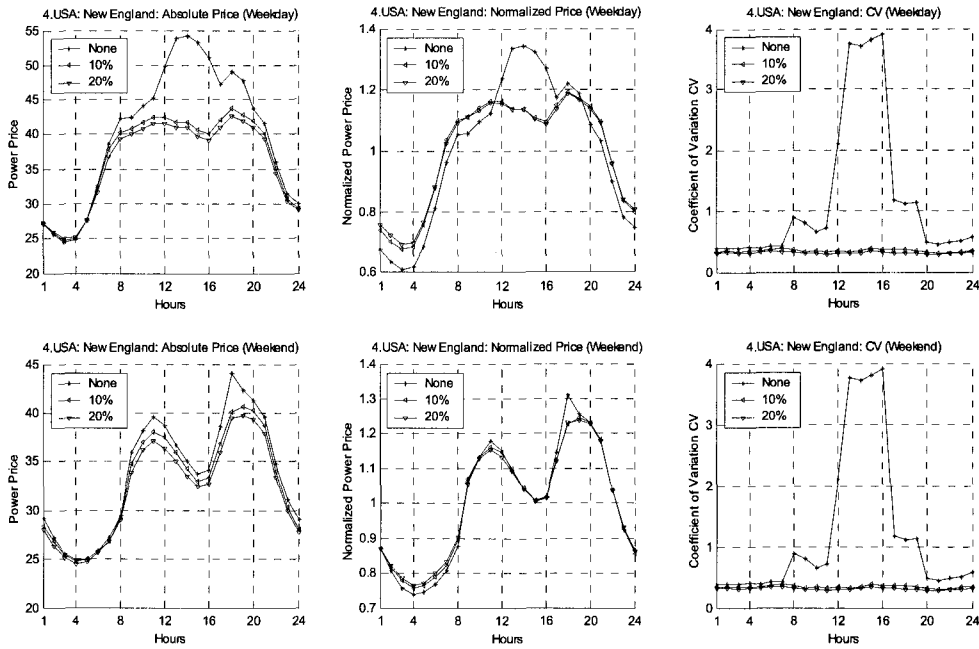 4.USA: New England: Absolute Price (Weekday)
Power Price
55
50
45
40
35
30
25
20
None
10%
20%
1 4 8 12 16 20 24
Hours
4.USA: New England: Normalized Price (Weekday)
Normalized Power Price
1.4
1.2
1
0.8
0.6
None
10%
20%
1 4 8 12 16 20 24
Hours
4.USA: New England: CV (Weekday)
Coefficient of Variation CV
4
3
2
1
0
None
10%
20%
1 4 8 12 16 20 24
Hours
4.USA: New England: Absolute Price (Weekend)
Power Price
45
40
35
30
25
20
None
10%
20%
1 4 8 12 16 20 24
Hours
4.USA: New England: Normalized Price (Weekend)
Normalized Power Price
1.4
1.3
1.2
1.1
1
0.9
0.8
0.7
None
10%
20%
1 4 8 12 16 20 24
Hours
4.USA: New England: CV (Weekend)
Coefficient of Variation CV
4
3
2
1
0
None
10%
20%
1 4 8 12 16 20 24
Hours